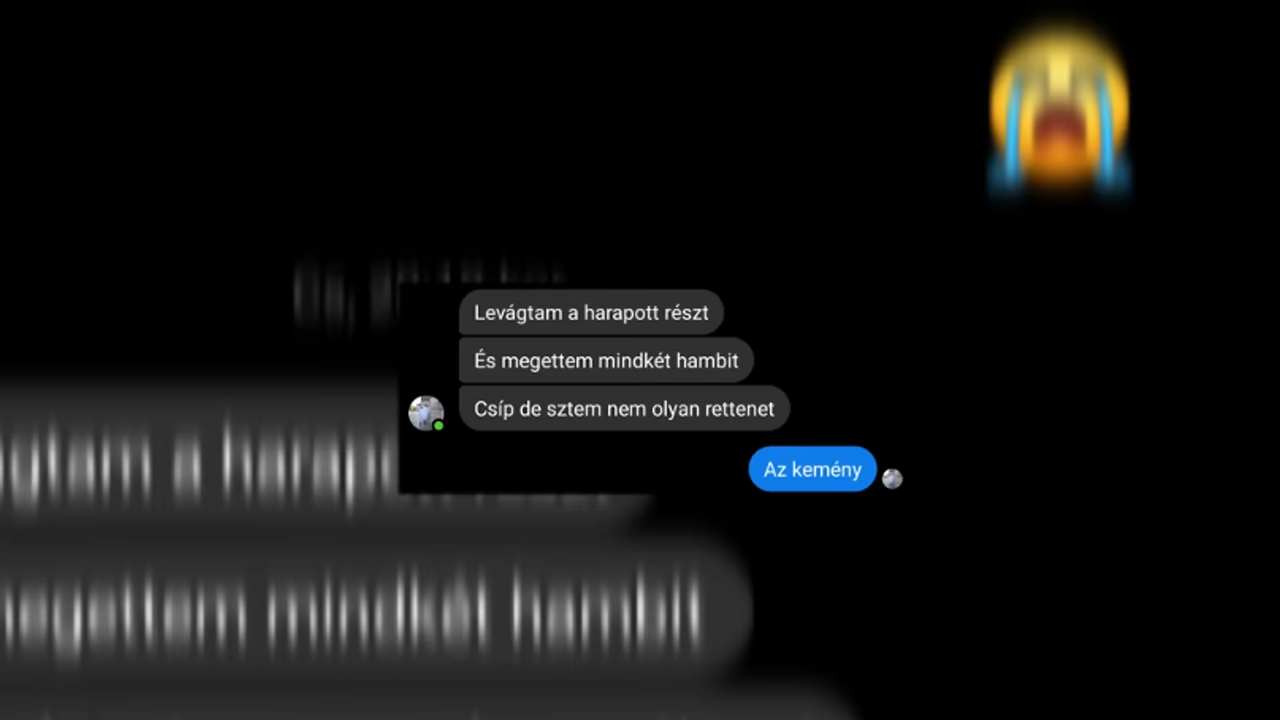 Levágtam a harapott részt
És megettem mindkét hambit
Csíp de sztem nem olyan rettenet
Az kemény